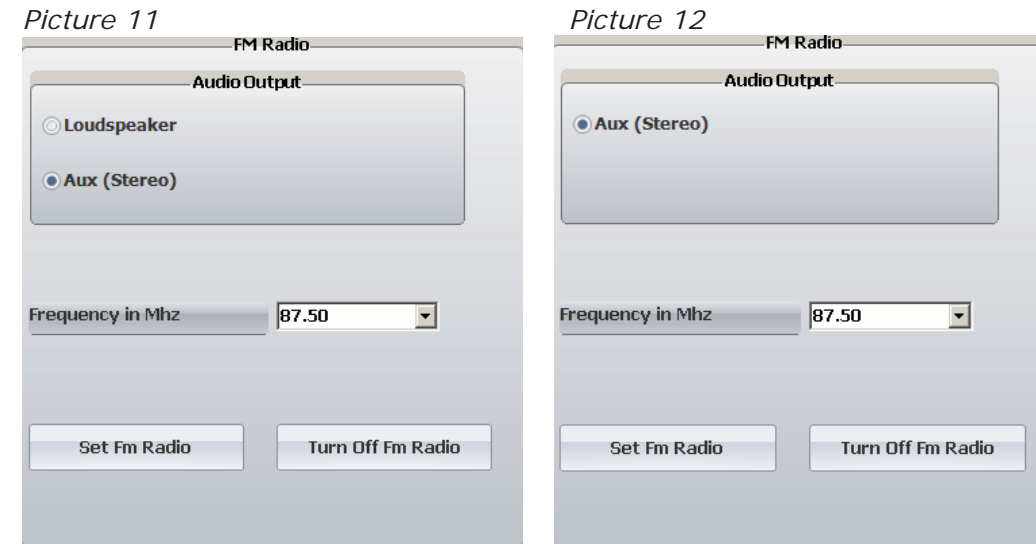 Picture 11
FM Radio
Audio Output
Loudspeaker
Aux (Stereo)
Frequency in Mhz
87.50
Set Fm Radio
Turn Off Fm Radio
Picture 12
FM Radio
Audio Output
Aux (Stereo)
Frequency in Mhz
87.50
Set Fm Radio
Turn Off Fm Radio